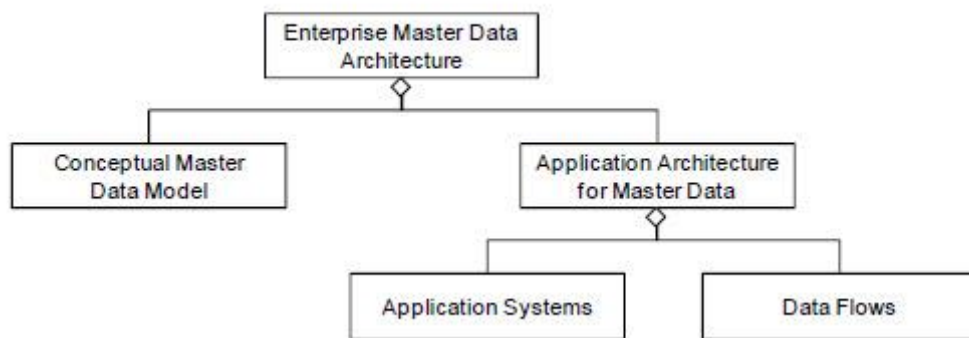 Enterprise Master Data
Architecture
Conceptual Master
Data Model
Application Architecture
for Master Data
Application Systems
Data Flows